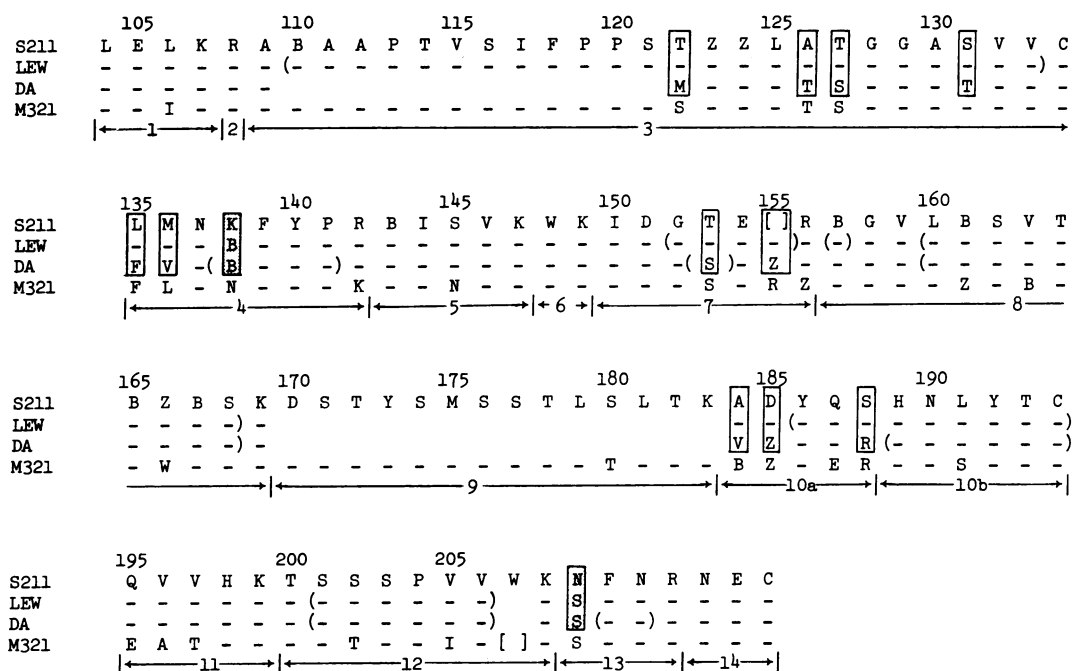 105 110 115 120 125 130
S211 L E L K R A B A A P T V S I F P P S T Z Z L A T G G A S V V C
LEW - - - - - - (- - - - - - - - - - - - - - - - - - - - - - - -) -
DA - - - - - - - - - - - - M - - - T S - - - T - - -
M321 - - I - - - - - - - - - - - - - - - S - - - T S - - - - - - -
1 2 3
135 140 145 150 155 160
S211 L M N K F Y P R B I S V K W K I D G T E [ ] R B G V L B S V T
LEW - - - B - - - - - - - - - - - - - (- - - - -) (-) - - (- - - - -
DA F V -( B - - -) - - - - - - - - - - (S -) Z - - - - (- - - - -
M321 F L - N - - - K - - N - - - - - - - S - R Z - - - - Z - B -
1 4 5 6 7 8
165 170 175 180 185 190
S211 B Z B S K D S T Y S M S S T L S L T K A D Y Q S H N L Y T C
LEW - - - -) - - - - - - - - - - - - - - - - - (- - - - - - - - -)
DA - - - -) - - - - - - - - - - - - - - - V Z - - R (- - - - - -)
M321 - W - - - - - - - - - - - - - T - - - B Z - E R - - S - - -
9 10a 10b
195 200 205
S211 Q V V H K T S S S P V V W K N F N R N E C
LEW - - - - - - (- - - - - -) - - S - - - - - -
DA - - - - - - (- - - - - -) - - S (- -) - - - -
M321 E A T - - - - T - - I - [ ] - S - - - - - -
11 12 13 14